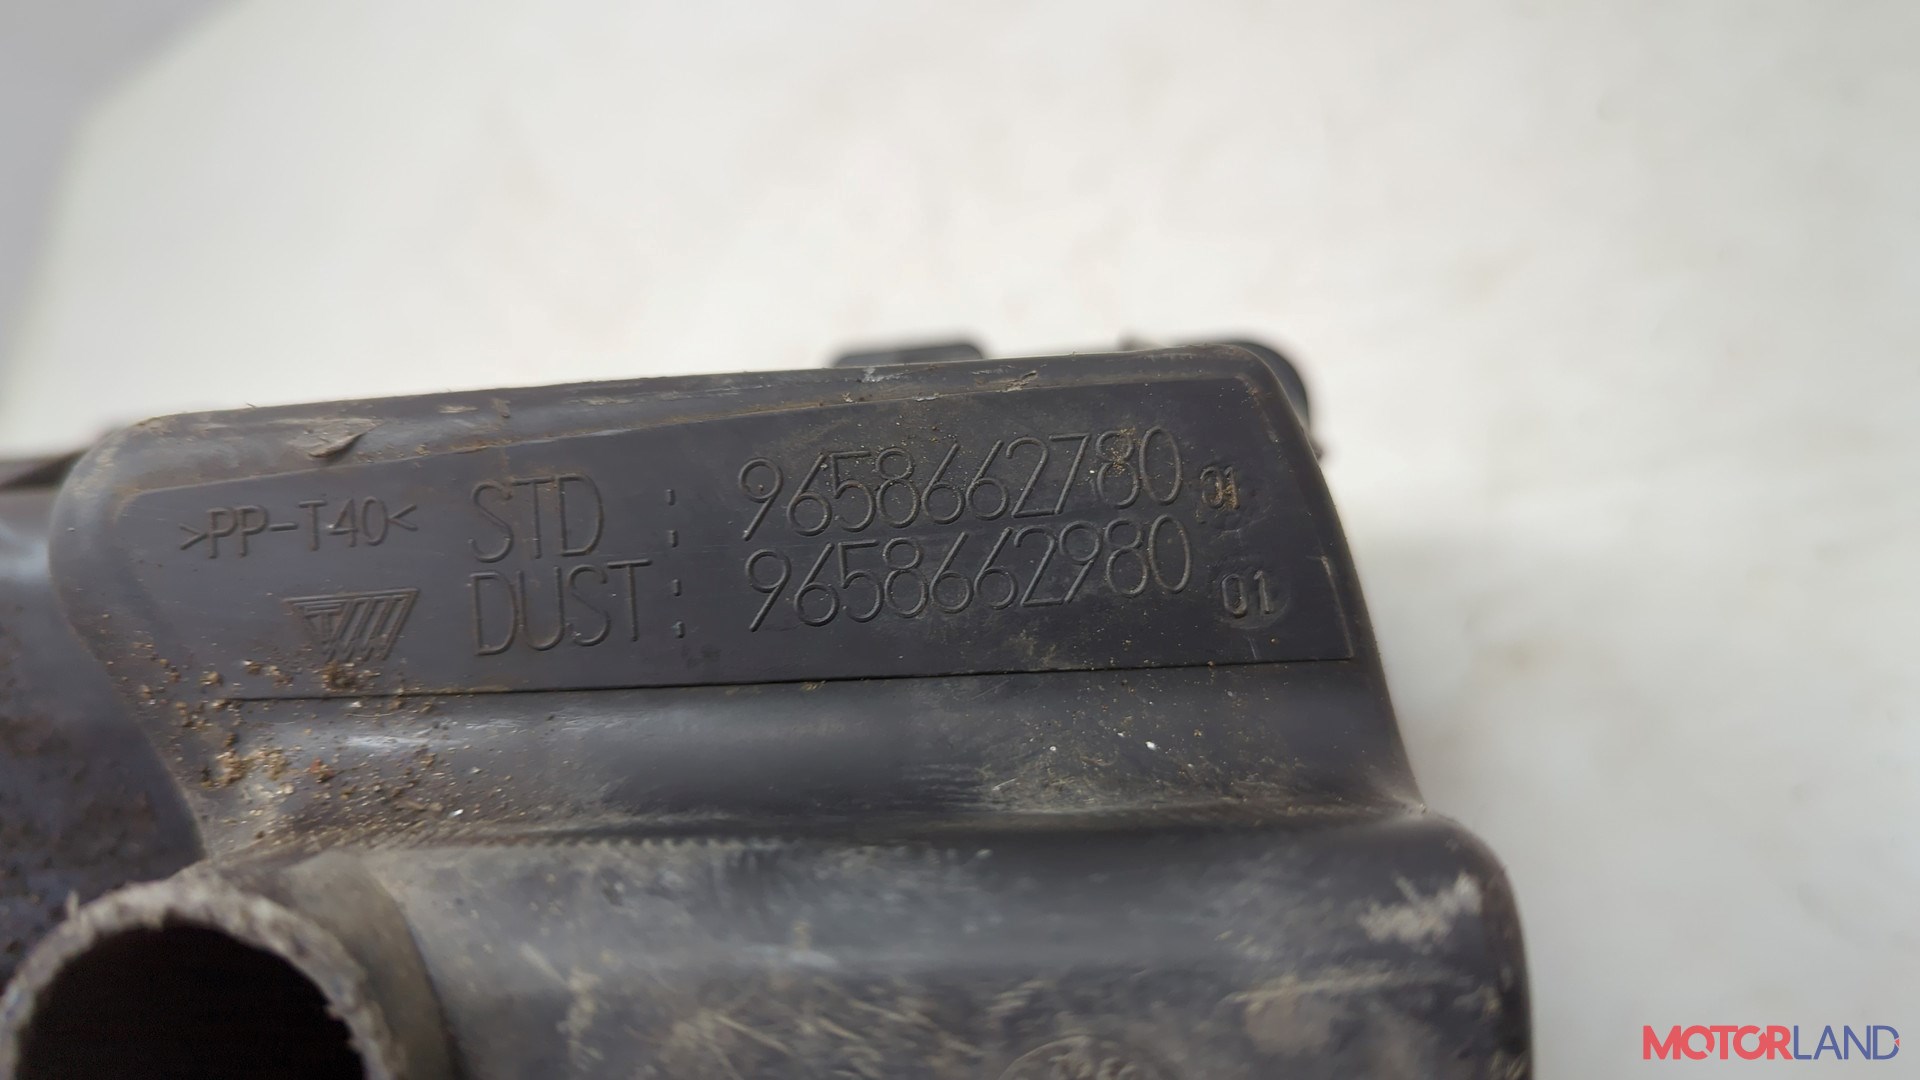 >PP-T40< STD : 9658662780 01
DUST : 9658662980 01
MOTORLAND